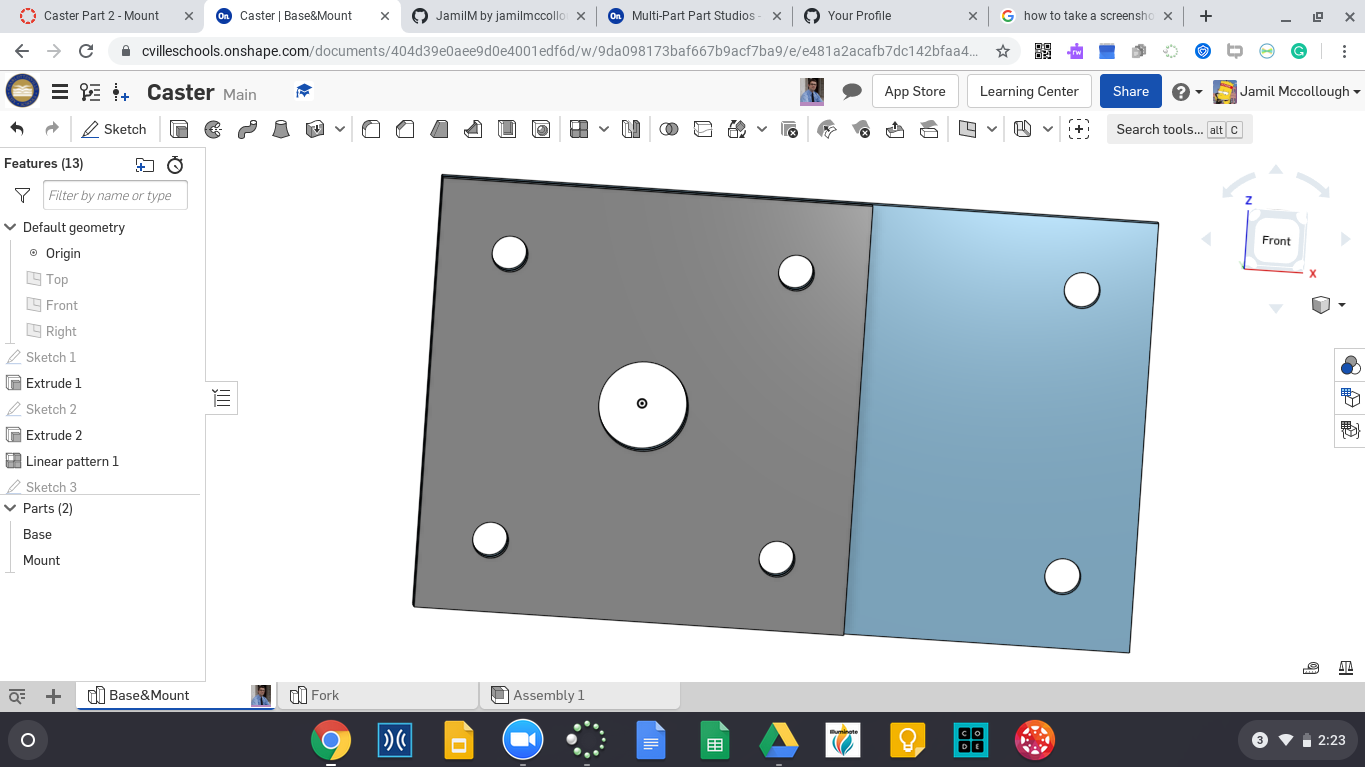 Caster Part 2 - Mount
Caster | Base&Mount
JamilM by jamilmccollo
Multi-Part Part Studios -
Your Profile
how to take a screensho
cvilleschools.onshape.com/documents/404d39e0aee9d0e4001edf6d/w/9da098173baf667b9acf7ba9/e/e481a2acafb7dc142bfaa4...
Caster Main
App Store
Learning Center
Share
Jamil Mccollough
Sketch
Search tools... alt C
Features (13)
Filter by name or type
Default geometry
Origin
Top
Front
Right
Sketch 1
Extrude 1
Sketch 2
Extrude 2
Linear pattern 1
Sketch 3
Parts (2)
Base
Mount
Z
Front
X
Base&Mount
Fork
Assembly 1
Illuminate
CO
DE
3
2:23